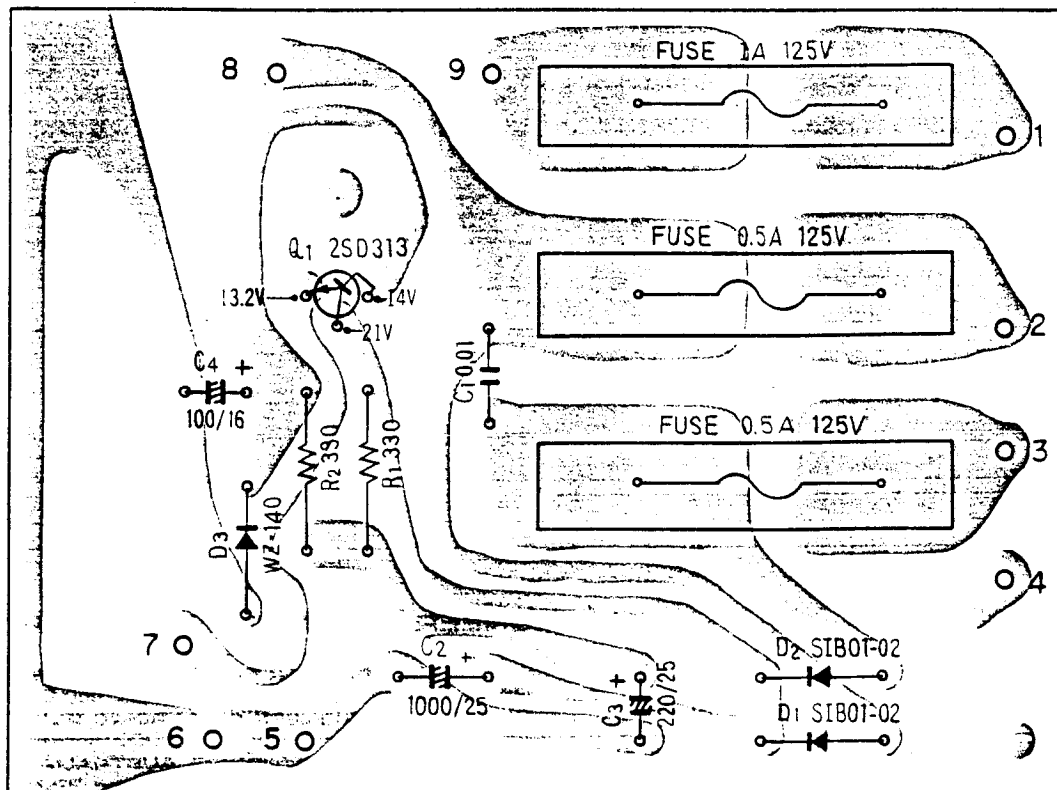 FUSE 1A 125V
8
9
1
Q1 2SD313
FUSE 0.5A 125V
13.2V
14V
21V
2
C4
+
100/16
C1 0.01
R2 390
R1 330
FUSE 0.5A 125V
3
D3
WZ-140
4
7
C2
+
1000/25
+
C3
220/25
D2 SIB01-02
D1 SIB01-02
6
5